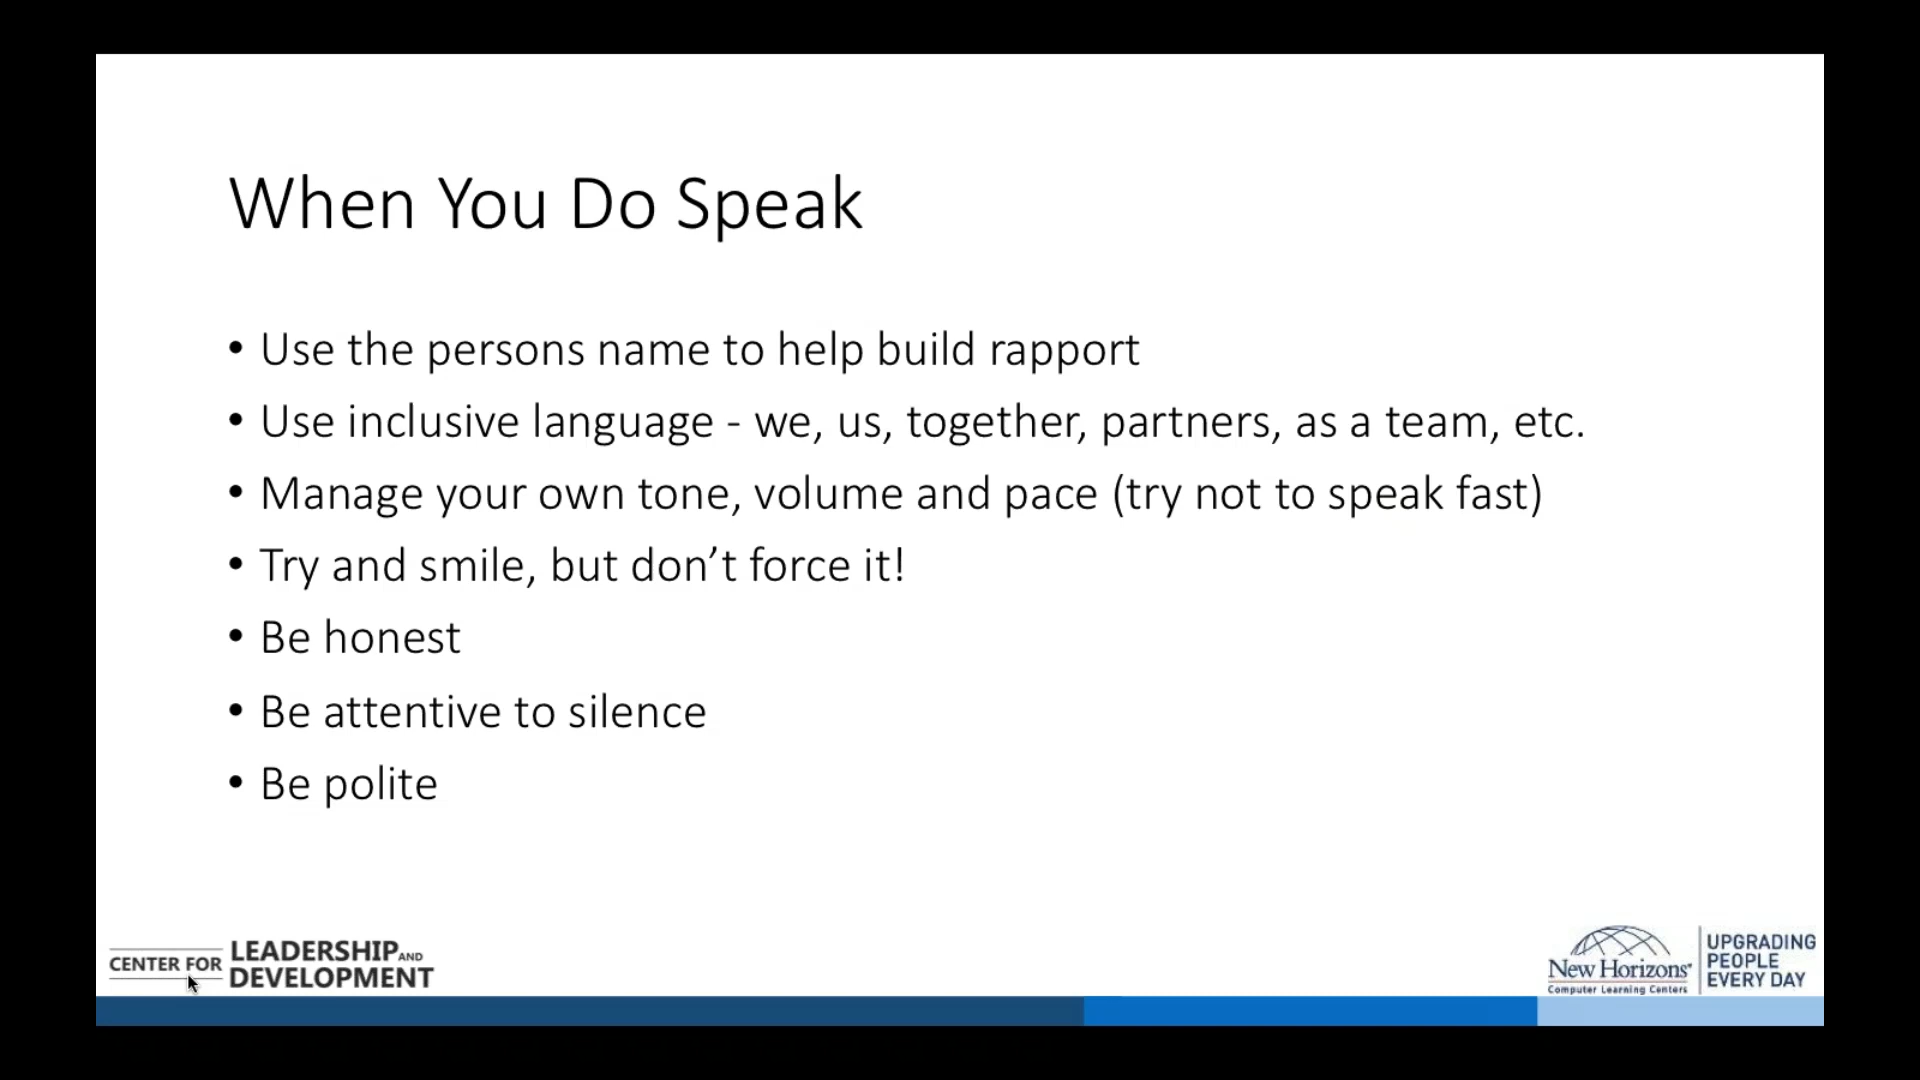 When You Do Speak
• Use the persons name to help build rapport
• Use inclusive language - we, us, together, partners, as a team, etc.
• Manage your own tone, volume and pace (try not to speak fast)
• Try and smile, but don’t force it!
• Be honest
• Be attentive to silence
• Be polite
CENTER FOR LEADERSHIP AND DEVELOPMENT
New Horizons®
Computer Learning Centers
UPGRADING
PEOPLE
EVERY DAY